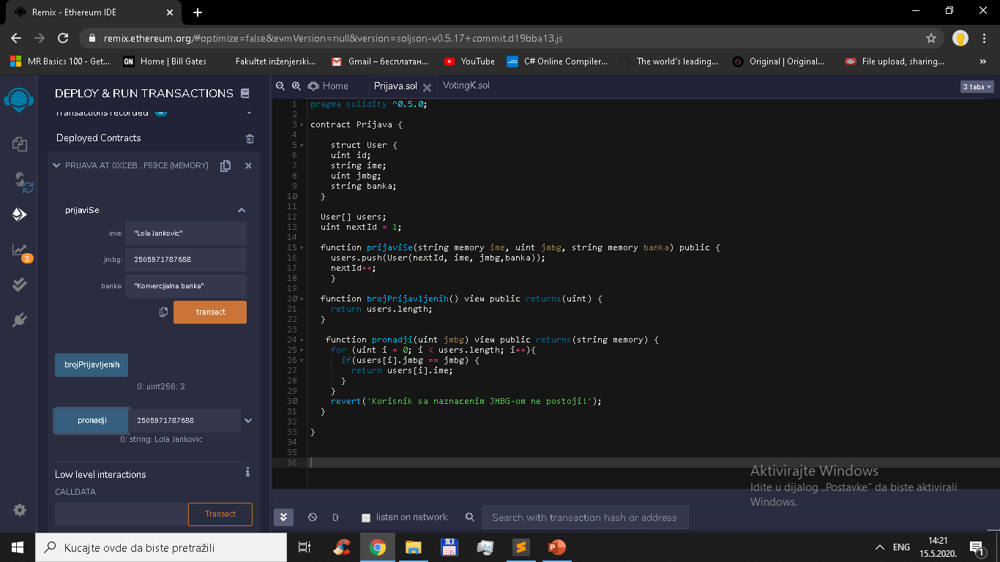 Remix - Ethereum IDE
remix.ethereum.org/#optimize=false&evmVersion=null&version=soljson-v0.5.17+commit.d19bba13.js
MR Basics 100 - Get...
GN Home | Bill Gates
Fakultet inženjerski...
Gmail – бесплатан...
YouTube
C# Online Compiler...
The world's leading...
Original | Original...
File upload, sharing...
»
DEPLOY & RUN TRANSACTIONS
Transactions recorded
Deployed Contracts
PRIJAVA AT 0XCEB...F59CE (MEMORY)
prijaviSe
ime: "Lola Jankovic"
jmbg: 2505971787688
banka: "Komercijalna banka"
transact
brojPrijavljenih
0: uint256: 2
pronadji 2505971787688
0: string: Lola Jankovic
Low level interactions
CALLDATA
Transact
3
Home
Prijava.sol
VotingK.sol
3 tabs
1 pragma solidity ^0.5.0;
2
3 contract Prijava {
4
5 struct User {
6 uint id;
7 string ime;
8 uint jmbg;
9 string banka;
10 }
11
12 User[] users;
13 uint nextId = 1;
14
15 function prijaviSe(string memory ime, uint jmbg, string memory banka) public {
16 users.push(User(nextId, ime, jmbg,banka));
17 nextId++;
18 }
19
20 function brojPrijavljenih() view public returns(uint) {
21 return users.length;
22 }
23
24 function pronadji(uint jmbg) view public returns(string memory) {
25 for (uint i = 0; i < users.length; i++){
26 if(users[i].jmbg == jmbg) {
27 return users[i].ime;
28 }
29 }
30 revert('Korisnik sa naznacenim JMBG-om ne postoji!');
31 }
32
33 }
34
35
36
0
listen on network
Search with transaction hash or address
Aktivirajte Windows
Idite u dijalog „Postavke“ da biste aktivirali
Windows.
Kucajte ovde da biste pretražili
ENG
14:21
15.5.2020.
1